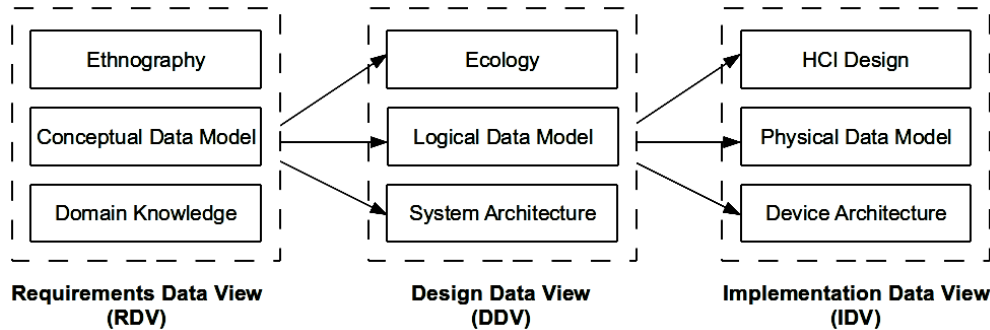 Ethnography
Conceptual Data Model
Domain Knowledge
Requirements Data View
(RDV)
Ecology
Logical Data Model
System Architecture
Design Data View
(DDV)
HCI Design
Physical Data Model
Device Architecture
Implementation Data View
(IDV)